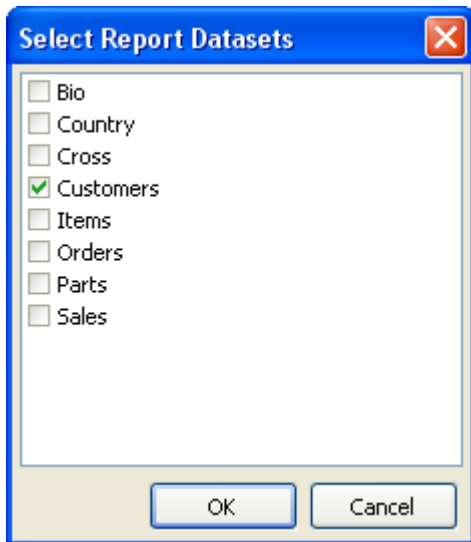 Select Report Datasets
Bio
Country
Cross
Customers
Items
Orders
Parts
Sales
OK Cancel